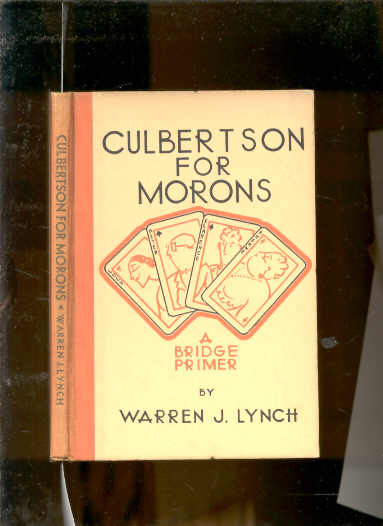 CULBERTSON FOR MORONS * WARREN J. LYNCH
CULBERTSON
FOR
MORONS
A
BRIDGE
PRIMER
BY
WARREN J. LYNCH